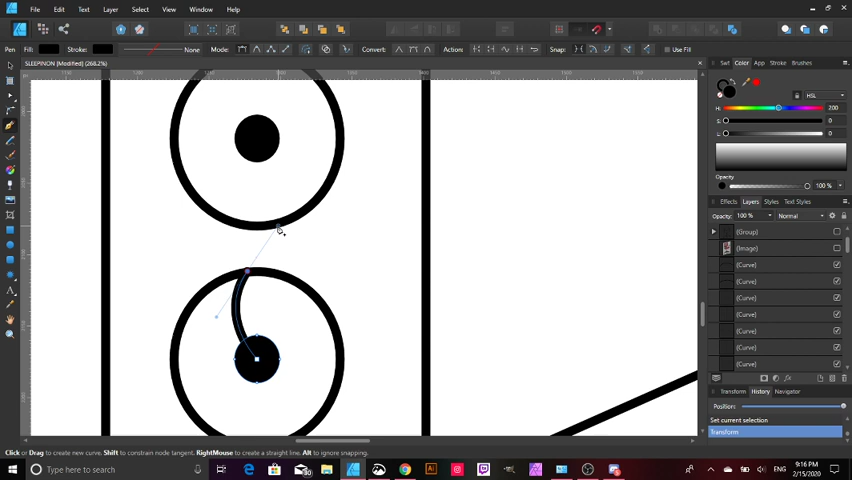 File Edit Layer Select View Window Help
Pen Fill: Stroke: None Mode: Convert: Action: Snap: Use Fill
SLEEPINON [Modified] (268.2%)
Set Color App Stroke Brushes
HSL
H: 200
S: 0
L: 0
Opacity
100 %
Effects Layers Styles Text Styles
Opacity: 100 % Normal
(Group)
(Image)
(Curve)
(Curve)
(Curve)
(Curve)
(Curve)
(Curve)
(Curve)
Transform History Navigator
Position:
Set current selection
Transform
Click or Drag to create new curve, Shift to constrain node tangent. RightMouse to create a straight line. Alt to ignore snapping.
Type here to search
ENG
9:16 PM
2/15/2020